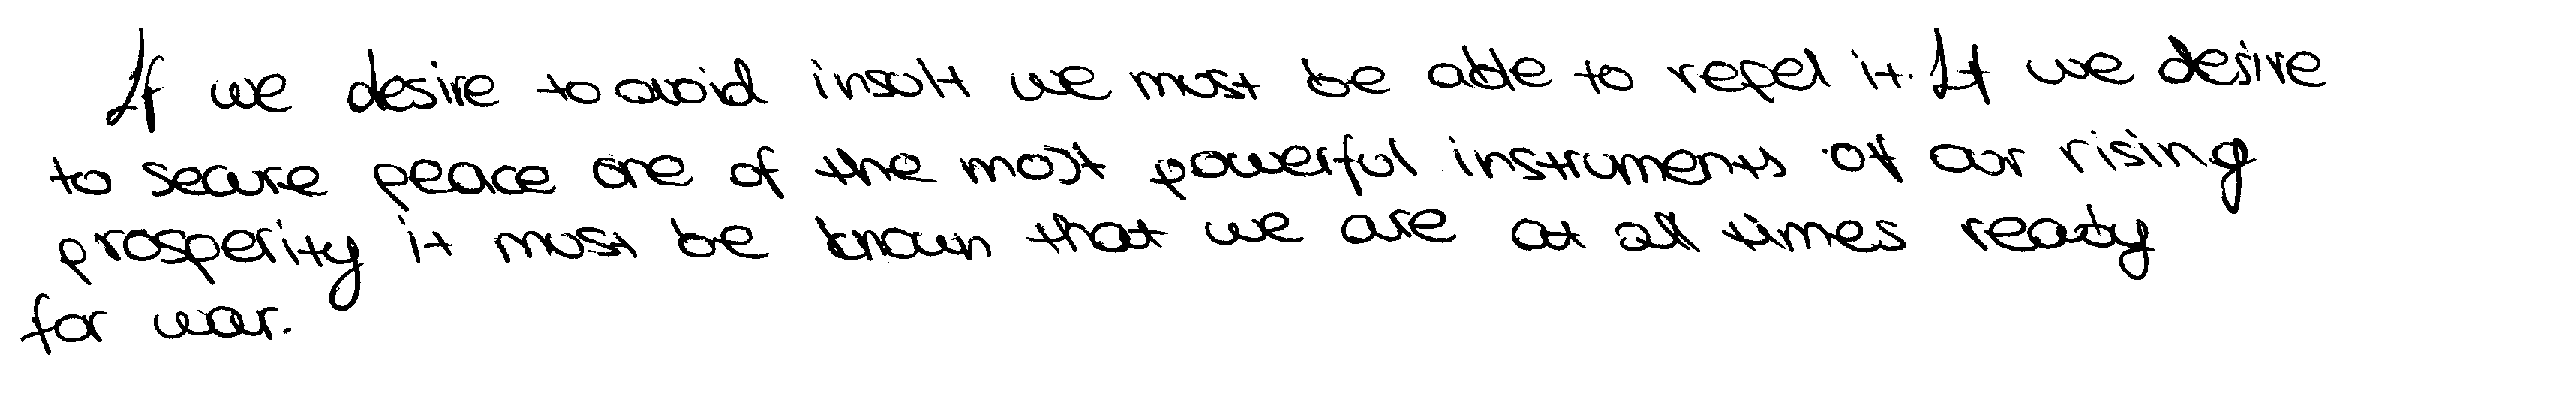 If we desire to avoid insult we must be able to repel it. If we desire
to secure peace one of the most powerful instruments of our rising
prosperity it must be known that we are at all times ready
for war.